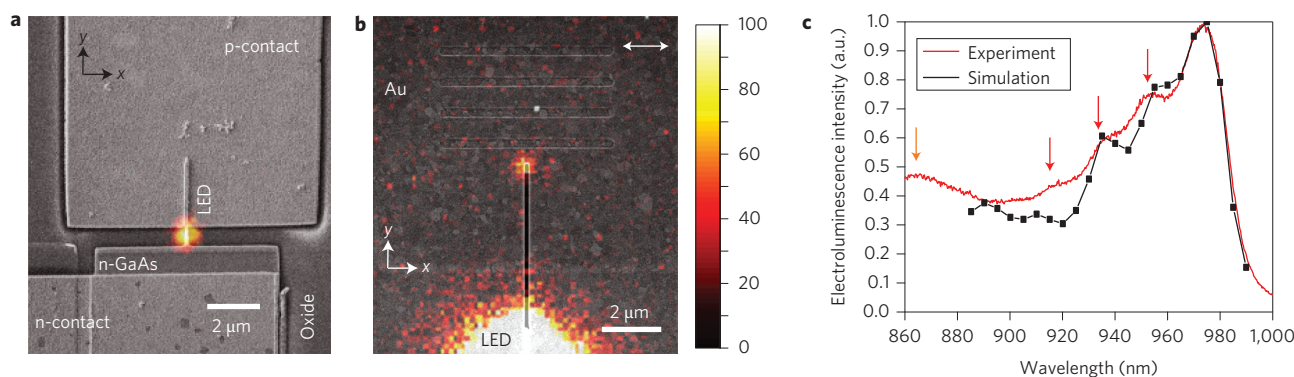 a
y
x
p-contact
LED
n-GaAs
n-contact
2 μm
Oxide
b
Au
y
x
LED
2 μm
100
80
60
40
20
0
c
Electroluminescence intensity (a.u.)
1.0
0.9
0.8
0.7
0.6
0.5
0.4
0.3
0.2
0.1
0.0
Experiment
Simulation
860 880 900 920 940 960 980 1,000
Wavelength (nm)